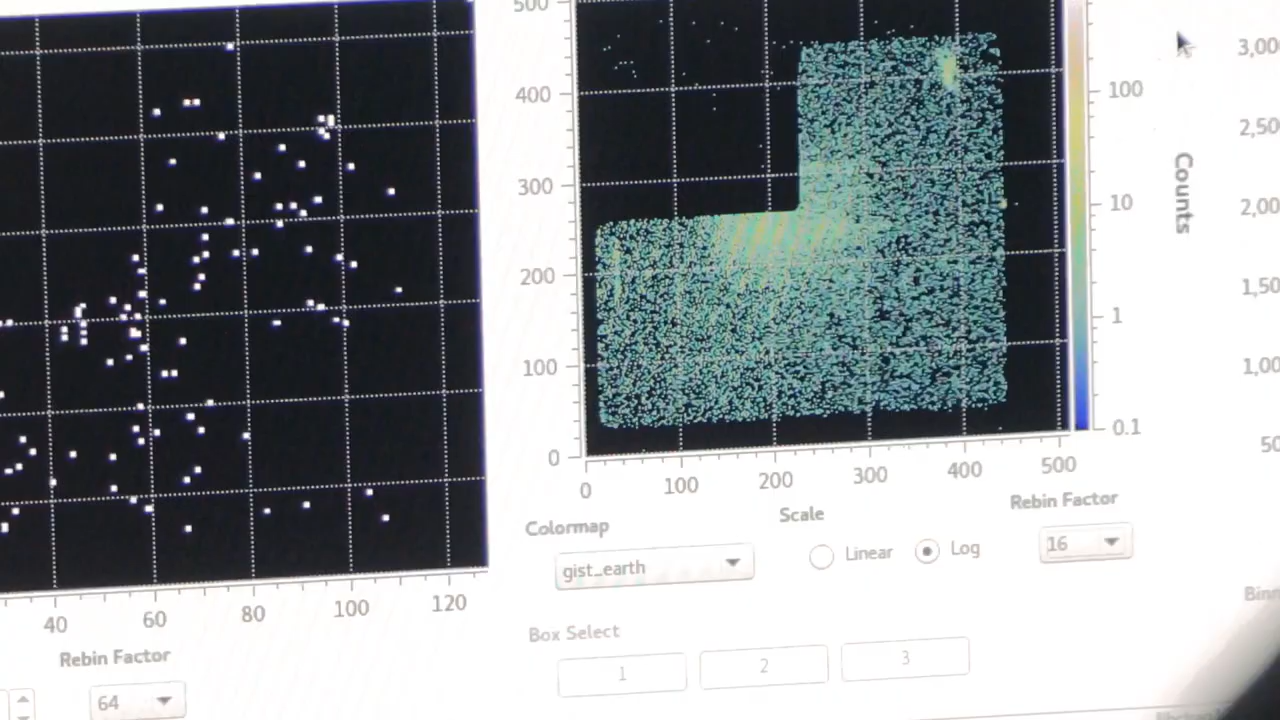 500
400
300
200
100
0
0 100 200 300 400 500
100
10
1
0.1
Counts
3,00
2,50
2,00
1,50
1,00
50
40 60 80 100 120
Rebin Factor
64
Colormap
gist_earth
Scale
Linear
Log
Rebin Factor
16
Box Select
1
2
3
Binn